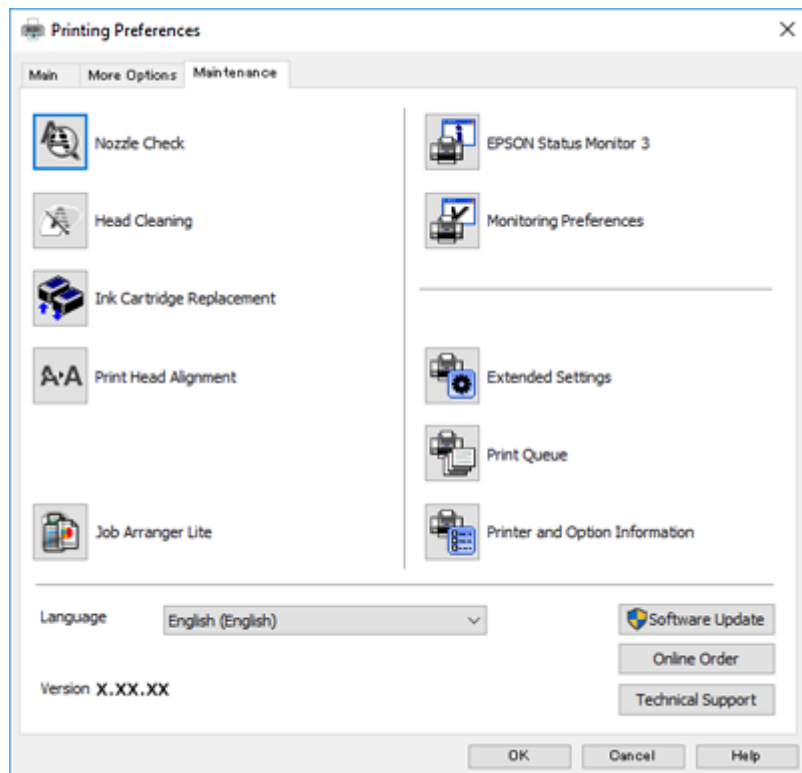 Printing Preferences
Main
More Options
Maintenance
Nozzle Check
Head Cleaning
Ink Cartridge Replacement
A·A Print Head Alignment
Job Arranger Lite
EPSON Status Monitor 3
Monitoring Preferences
Extended Settings
Print Queue
Printer and Option Information
Language
English (English)
Version X.XX.XX
Software Update
Online Order
Technical Support
OK
Cancel
Help